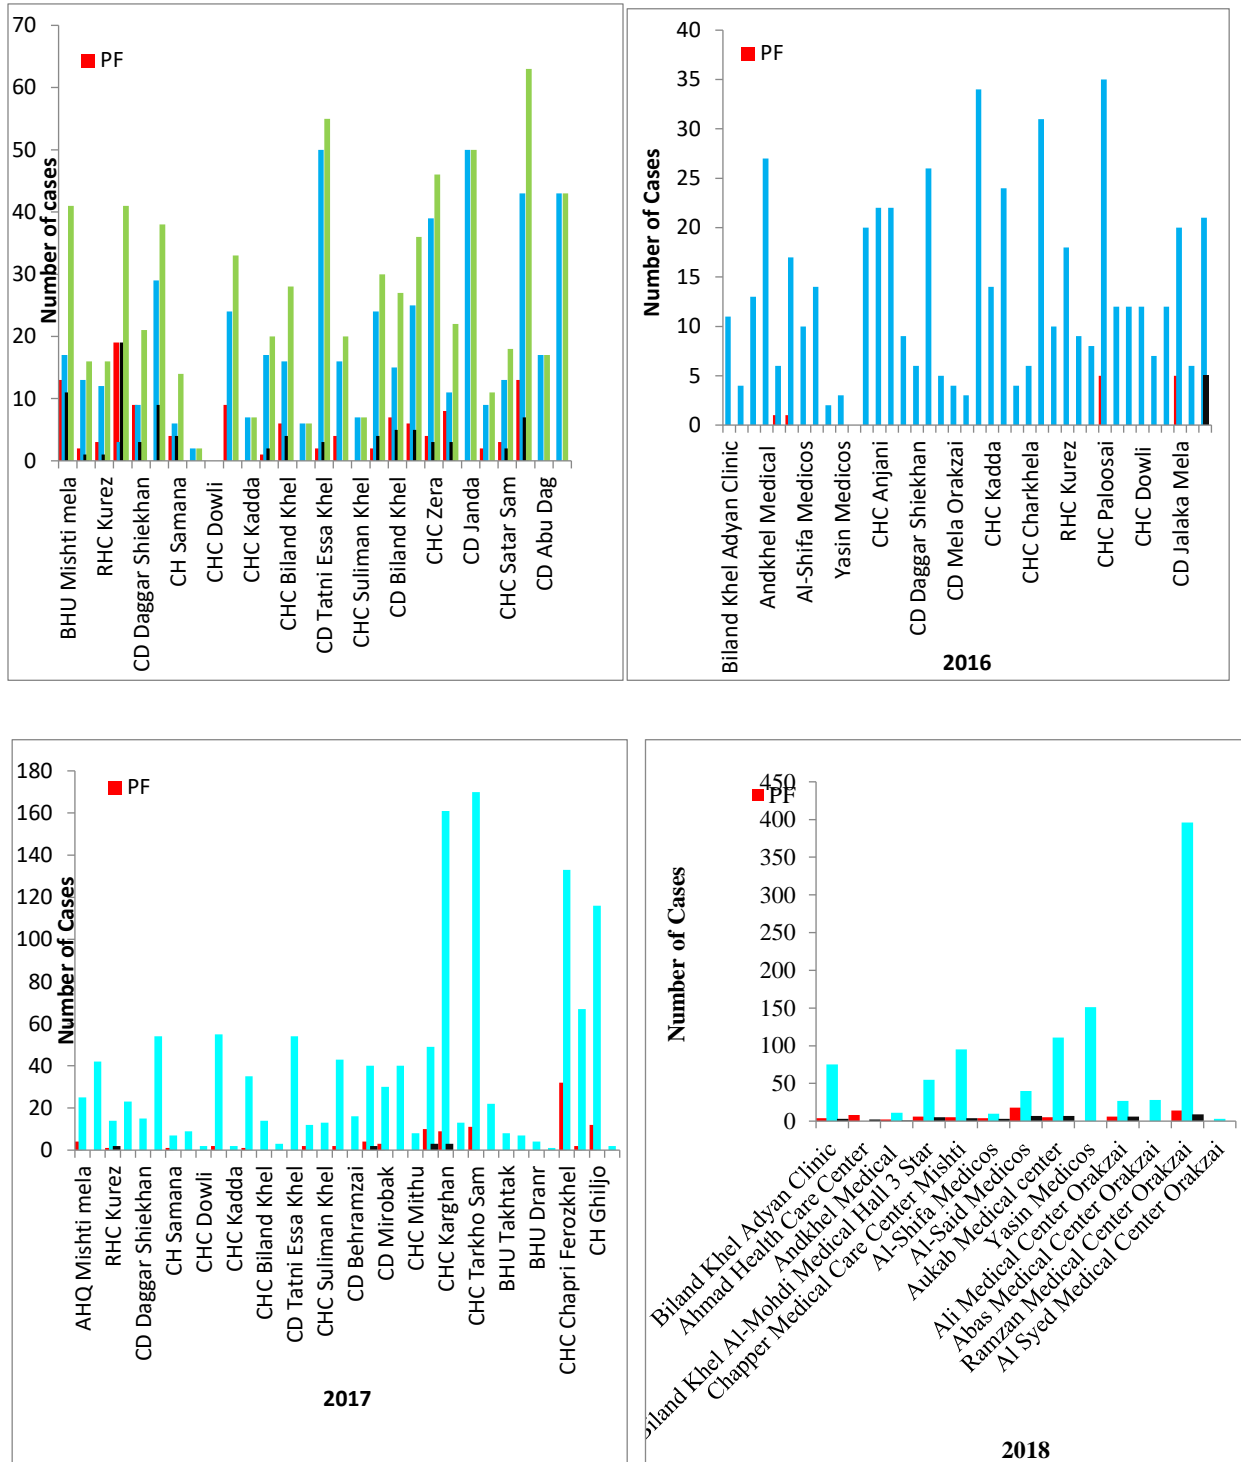 70
60
50
40
30
20
10
0
Number of cases
PF
BHU Mishti mela
RHC Kurez
CD Daggar Shiekhan
CH Samana
CHC Dowli
CHC Kadda
CHC Biland Khel
CD Tatni Essa Khel
CHC Suliman Khel
CD Biland Khel
CHC Zera
CD Janda
CHC Satar Sam
CD Abu Dag
40
35
30
25
20
15
10
5
0
Number of Cases
PF
Biland Khel Adyan Clinic
Andkhel Medical
Al-Shifa Medicos
Yasin Medicos
CHC Anjani
CD Daggar Shiekhan
CD Mela Orakzai
CHC Kadda
CHC Charkhela
RHC Kurez
CHC Paloosai
CHC Dowli
CD Jalaka Mela
2016
180
160
140
120
100
80
60
40
20
0
Number of Cases
PF
AHQ Mishti mela
RHC Kurez
CD Daggar Shiekhan
CH Samana
CHC Dowli
CHC Kadda
CHC Biland Khel
CD Tatni Essa Khel
CHC Suliman Khel
CD Behramzai
CD Mirobak
CHC Mithu
CHC Karghan
CHC Tarkho Sam
BHU Takhtak
BHU Dranr
CHC Chapri Ferozkhel
CH Ghiljo
2017
450
400
350
300
250
200
150
100
50
0
Number of Cases
PF
Biland Khel Adyan Clinic
Ahmad Health Care Center
Andkhel Medical
Biland Khel Al-Mohdi Medical Hall 3 Star
Chapper Medical Care Center Mishti
Al-Shifa Medicos
Al-Said Medicos
Aukab Medical center
Yasin Medicos
Ali Medical Center Orakzai
Abas Medical Center Orakzai
Ramzan Medical Center Orakzai
Al Syed Medical Center Orakzai
2018